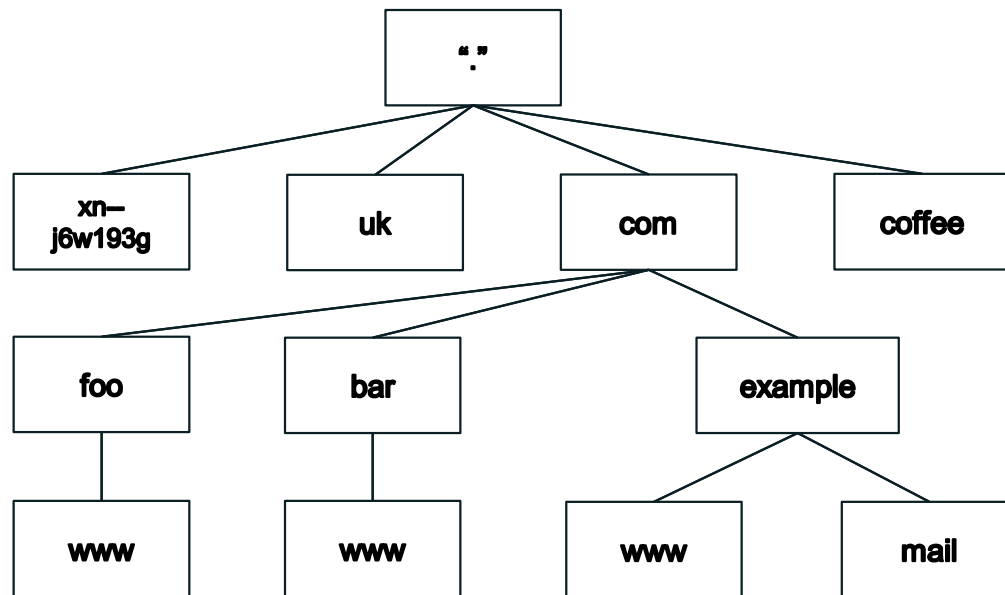 “.”
xn--
j6w193g
uk
com
coffee
foo
bar
example
www
www
www
mail